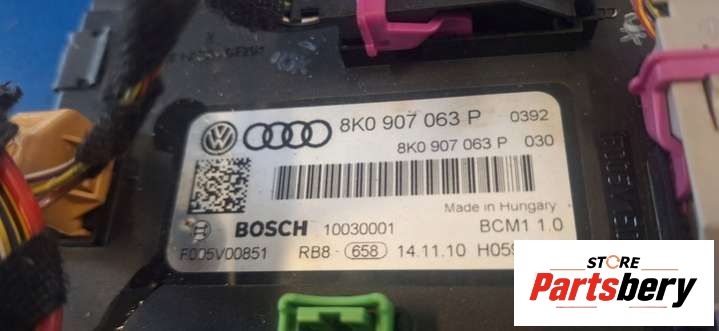 8K0 907 063 P 0392
8K0 907 063 P 030
Made in Hungary
BOSCH 10030001 BCM1 1.0
F005V00851 RB8- 658 14.11.10 H059
STORE
Partsbery